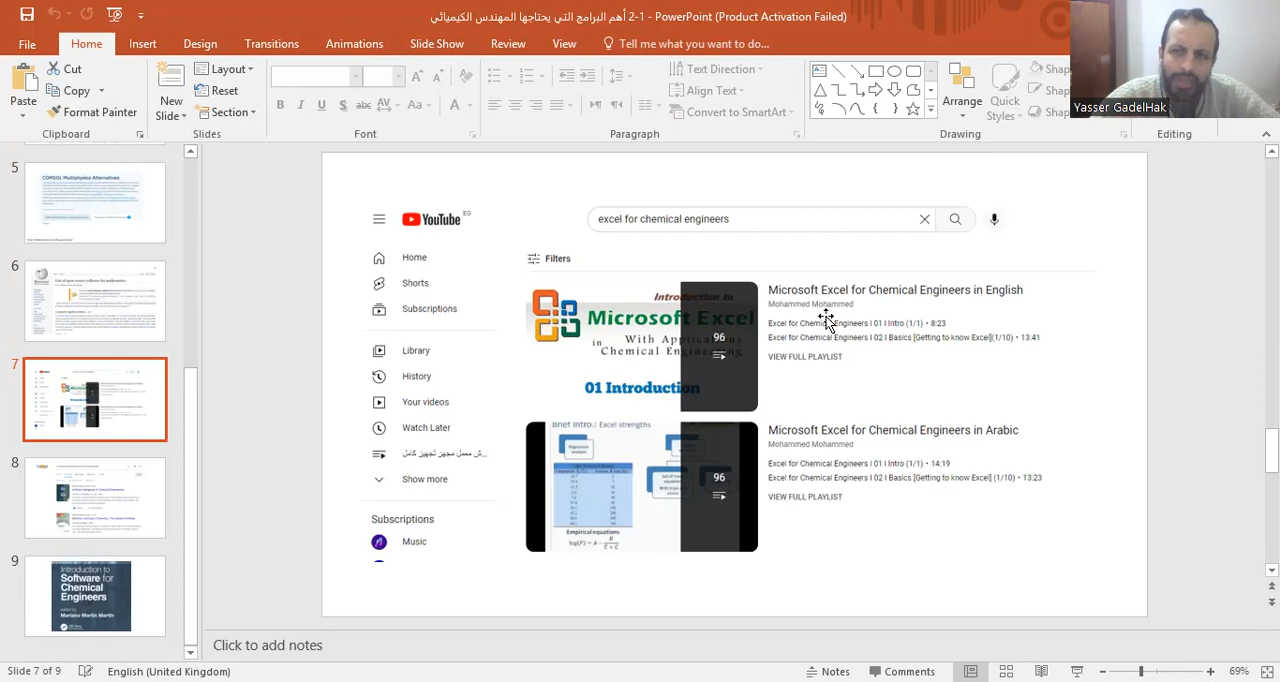 2-1 أهم البرامج التي يحتاجها المهندس الكيميائي - PowerPoint (Product Activation Failed)
File Home Insert Design Transitions Animations Slide Show Review View Tell me what you want to do...
Yasser GadelHak
Paste
Cut
Copy
Format Painter
New Slide
Layout
Reset
Section
B I U S abc AV Aa A
Text Direction
Align Text
Convert to SmartArt
Arrange
Quick Styles
Clipboard Slides Font Paragraph Drawing Editing
5
COMSOL Multiphysics Alternatives
6
7
8
9
Introduction to
Software for
Chemical
Engineers
Mariano Martín Martín
YouTube EG
excel for chemical engineers
Home
Shorts
Subscriptions
Library
History
Your videos
Watch Later
Show more
Subscriptions
Music
Filters
Introduction to
Microsoft Excel
in With Applications in
Chemical Engineering
01 Introduction
96
Microsoft Excel for Chemical Engineers in English
Mohammed Mohammed
Excel for Chemical Engineers I 01 I Intro (1/1) • 8:23
Excel for Chemical Engineers I 02 I Basics [Getting to know Excel](1/10) • 13:41
VIEW FULL PLAYLIST
Brief Intro.: Excel strengths
Empirical equations
96
Microsoft Excel for Chemical Engineers in Arabic
Mohammed Mohammed
Excel for Chemical Engineers I 01 I Intro (1/1) • 14:19
Excel for Chemical Engineers I 02 I Basics [Getting to know Excel] (1/10) • 13:23
VIEW FULL PLAYLIST
Click to add notes
Slide 7 of 9 English (United Kingdom) Notes Comments 69%